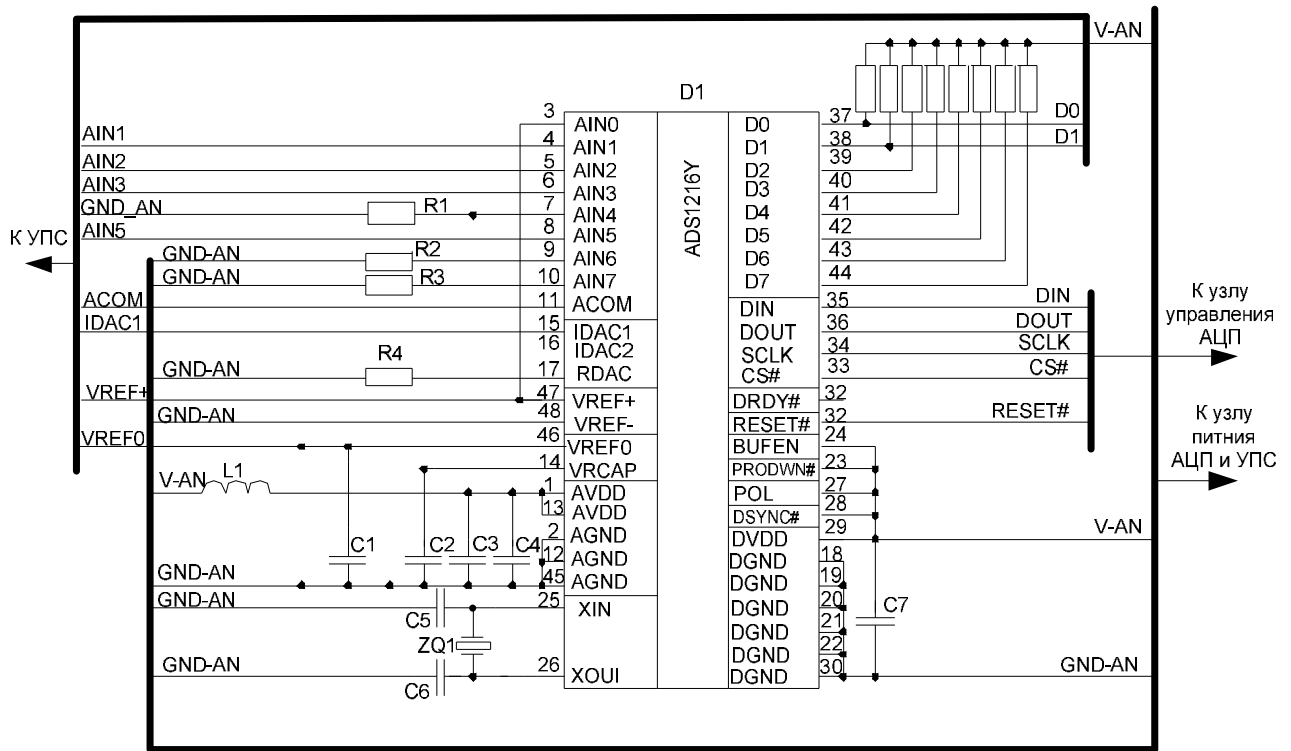 V-AN
D1
3
AIN0
D0
37
D0
AIN1
4
AIN1
D1
38
D1
AIN2
5
AIN2
D2
39
AIN3
6
AIN3
D3
40
GND_AN
R1
7
AIN4
D4
41
К УПС
AIN5
8
AIN5
D5
42
GND-AN
R2
9
AIN6
D6
43
GND-AN
R3
10
AIN7
D7
44
ADS1216Y
ACOM
11
ACOM
DIN
35
DIN
IDAC1
15
IDAC1
DOUT
36
DOUT
16
IDAC2
SCLK
34
SCLK
GND-AN
R4
17
RDAC
CS#
33
CS#
К узлу
управления
АЦП
VREF+
47
VREF+
DRDY#
32
GND-AN
48
VREF-
RESET#
32
RESET#
VREF0
46
VREF0
BUFEN
24
К узлу
питния
АЦП и УПС
14
VRCAP
PRODWN#
23
V-AN
L1
1
AVDD
POL
27
13
AVDD
DSYNC#
28
2
AGND
DVDD
29
V-AN
C1
C2
C3
C4
12
AGND
DGND
18
GND-AN
45
AGND
DGND
19
GND-AN
C5
25
XIN
DGND
20
C7
DGND
21
ZQ1
DGND
22
GND-AN
C6
26
XOUI
DGND
30
GND-AN